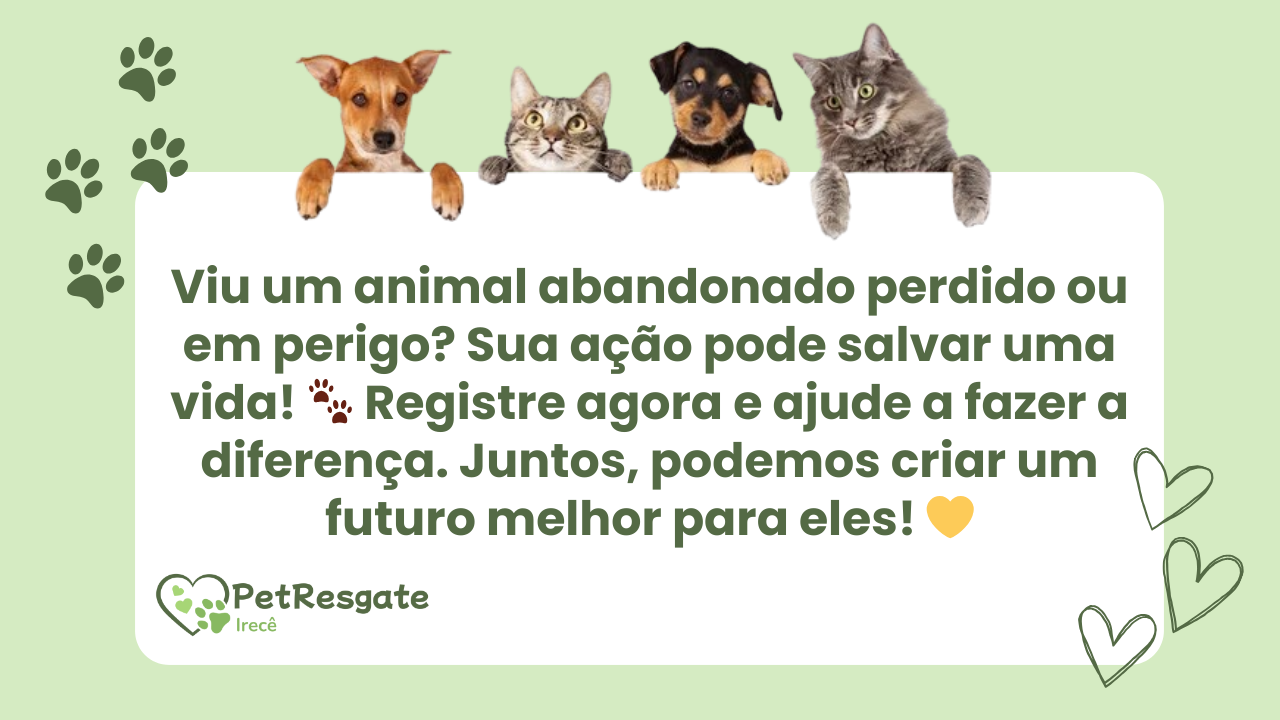 Viu um animal abandonado perdido ou
em perigo? Sua ação pode salvar uma
vida! 🐾 Registre agora e ajude a fazer a
diferença. Juntos, podemos criar um
futuro melhor para eles! 💛
PetResgate
Irecê